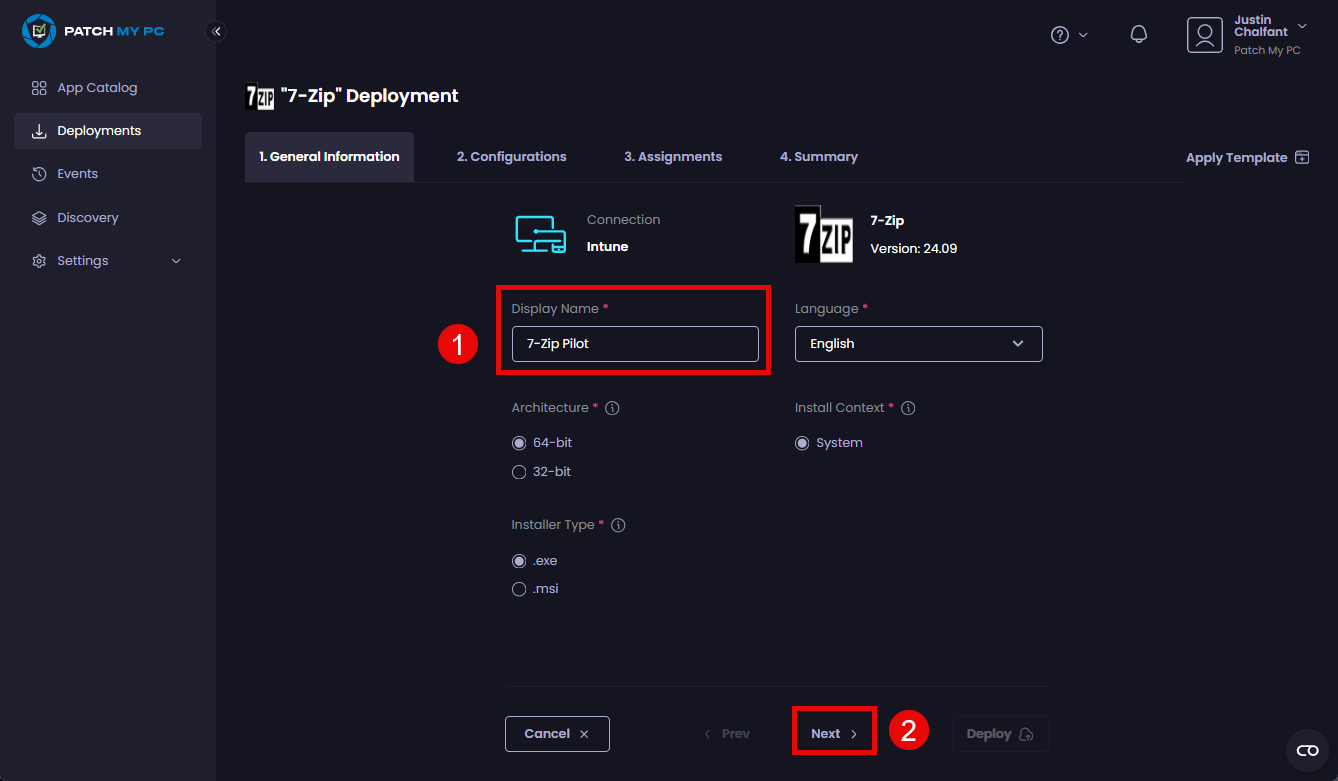 PATCH MY PC
Justin
Chalfant
Patch My PC
App Catalog
Deployments
Events
Discovery
Settings
7ZIP "7-Zip" Deployment
1. General Information
2. Configurations
3. Assignments
4. Summary
Apply Template
Connection
Intune
7ZIP
7-Zip
Version: 24.09
1
Display Name *
7-Zip Pilot
Language *
English
Architecture *
64-bit
32-bit
Install Context *
System
Installer Type *
.exe
.msi
Cancel
Prev
Next
2
Deploy